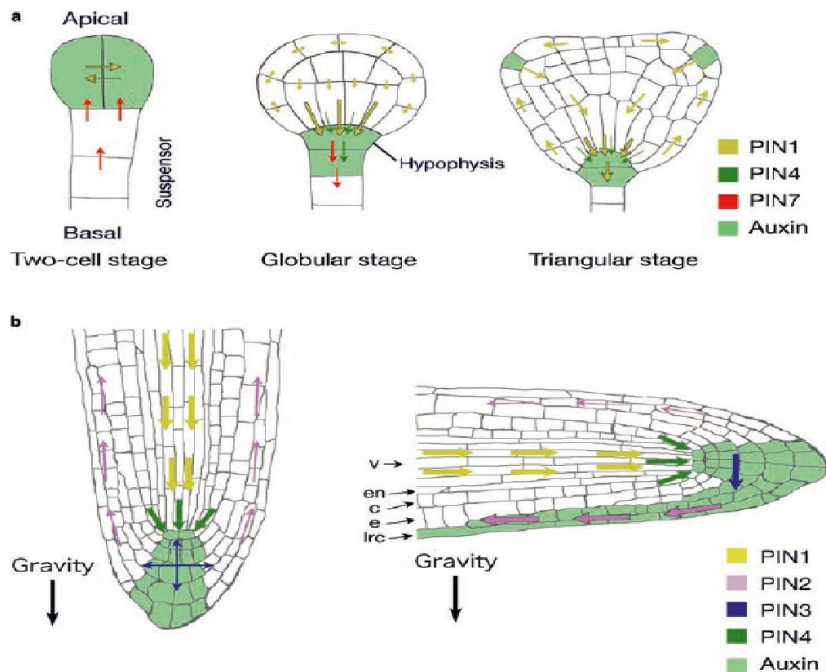 a
Apical
Suspensor
Basal
Two-cell stage
Hypophysis
Globular stage
Triangular stage
PIN1
PIN4
PIN7
Auxin
b
Gravity
v
en
c
e
lrc
Gravity
PIN1
PIN2
PIN3
PIN4
Auxin